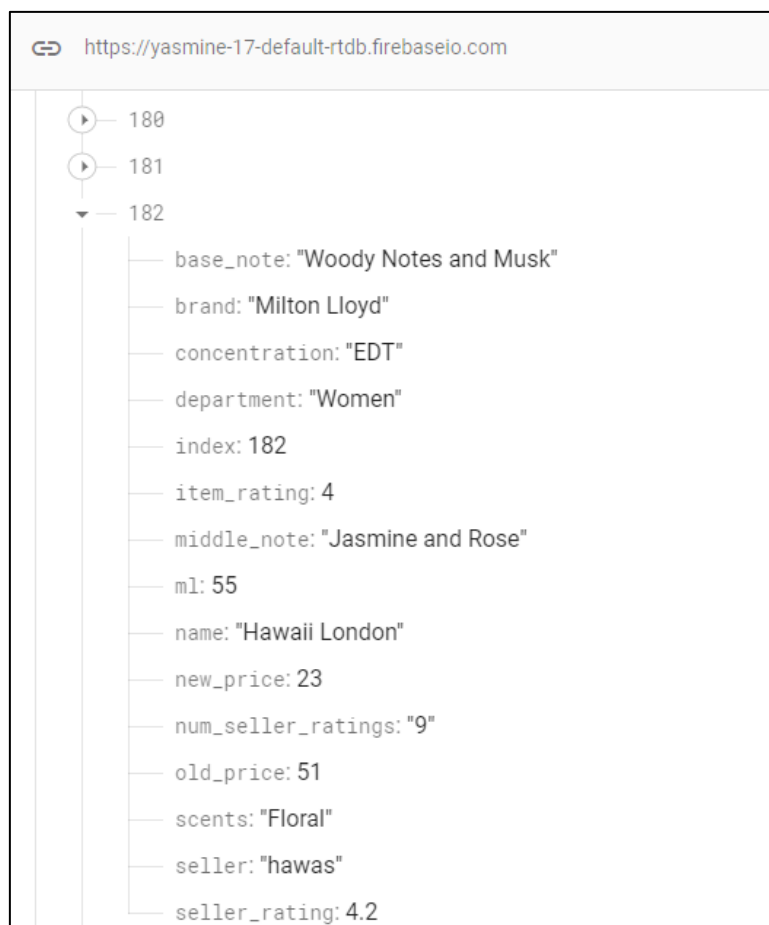 https://yasmine-17-default-rtdb.firebaseio.com
180
181
182
base_note: "Woody Notes and Musk"
brand: "Milton Lloyd"
concentration: "EDT"
department: "Women"
index: 182
item_rating: 4
middle_note: "Jasmine and Rose"
ml: 55
name: "Hawaii London"
new_price: 23
num_seller_ratings: "9"
old_price: 51
scents: "Floral"
seller: "hawas"
seller_rating: 4.2